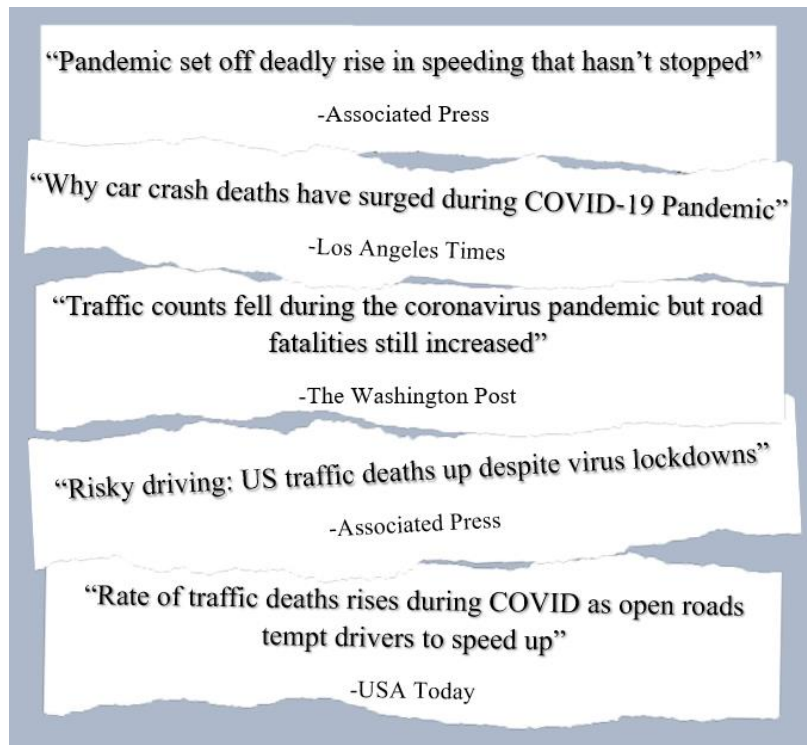 “Pandemic set off deadly rise in speeding that hasn’t stopped”
-Associated Press
“Why car crash deaths have surged during COVID-19 Pandemic”
-Los Angeles Times
“Traffic counts fell during the coronavirus pandemic but road
fatalities still increased”
-The Washington Post
“Risky driving: US traffic deaths up despite virus lockdowns”
-Associated Press
“Rate of traffic deaths rises during COVID as open roads
tempt drivers to speed up”
-USA Today